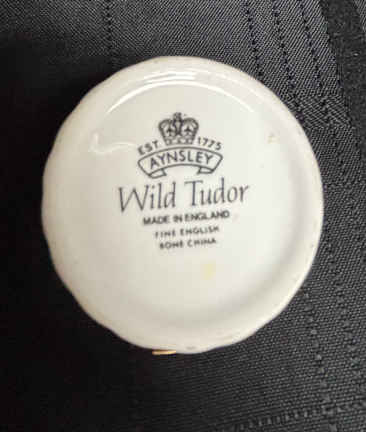 EST. 1775
AYNSLEY
Wild Tudor
MADE IN ENGLAND
FINE ENGLISH
BONE CHINA